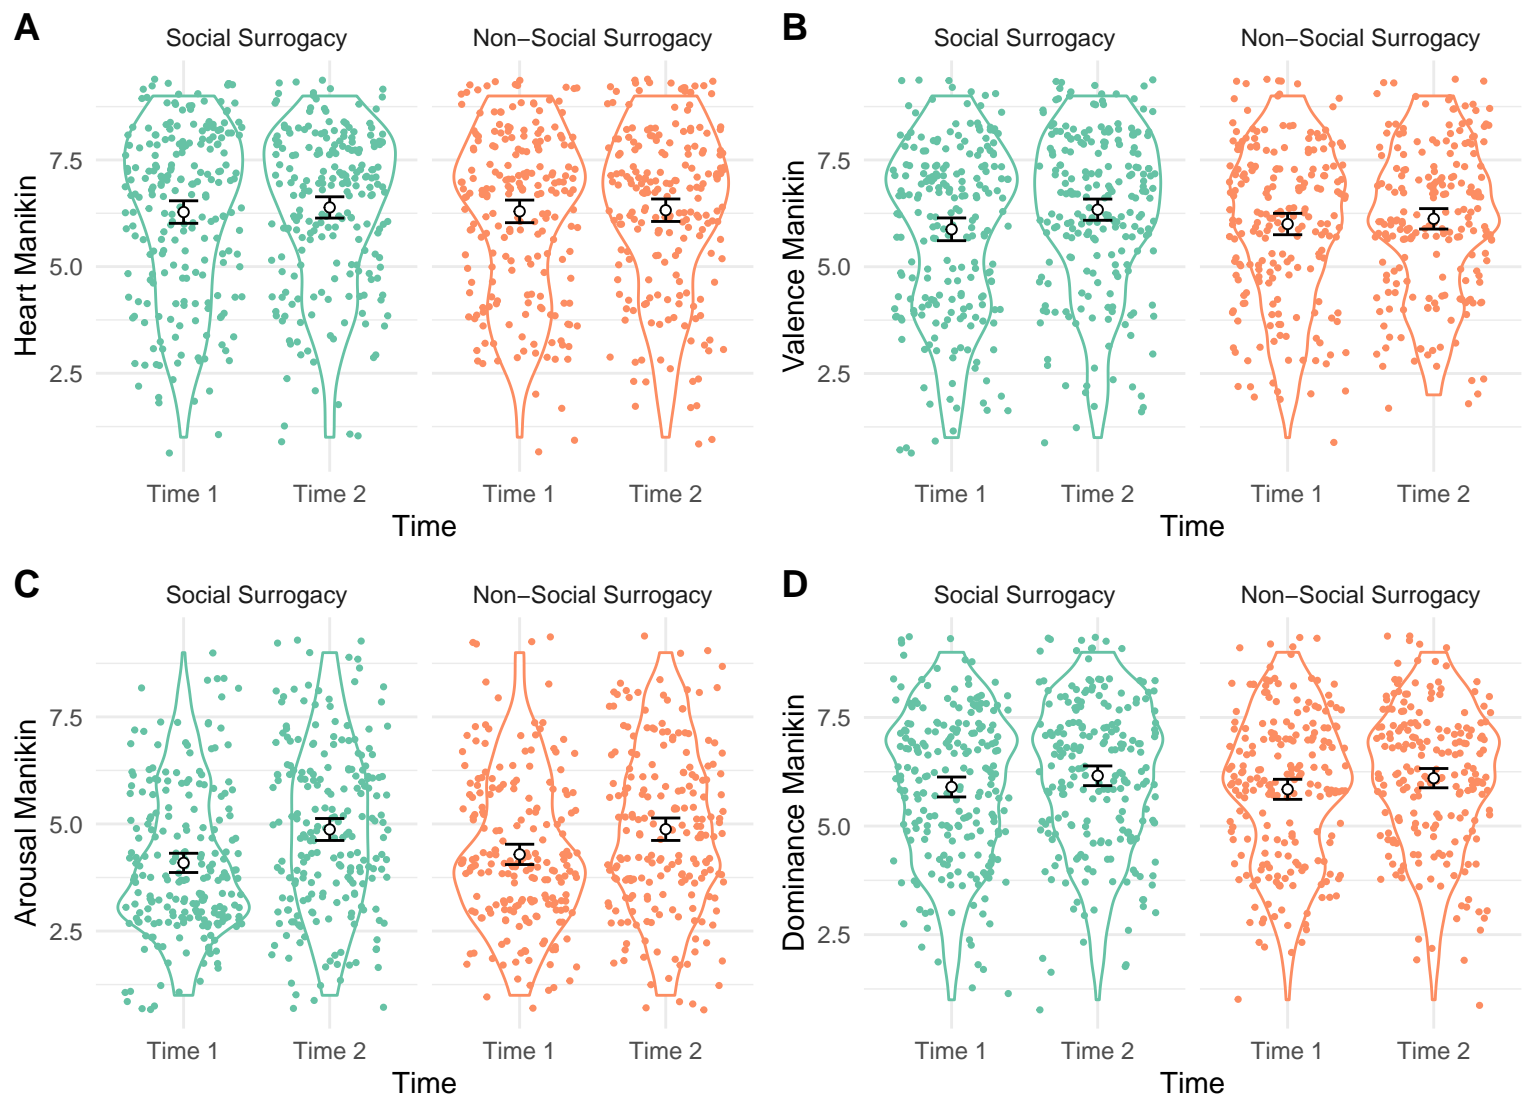 A
Social Surrogacy
Non−Social Surrogacy
Heart Manikin
7.5
5.0
2.5
Time 1
Time 2
Time 1
Time 2
Time
B
Social Surrogacy
Non−Social Surrogacy
Valence Manikin
7.5
5.0
2.5
Time 1
Time 2
Time 1
Time 2
Time
C
Social Surrogacy
Non−Social Surrogacy
Arousal Manikin
7.5
5.0
2.5
Time 1
Time 2
Time 1
Time 2
Time
D
Social Surrogacy
Non−Social Surrogacy
Dominance Manikin
7.5
5.0
2.5
Time 1
Time 2
Time 1
Time 2
Time